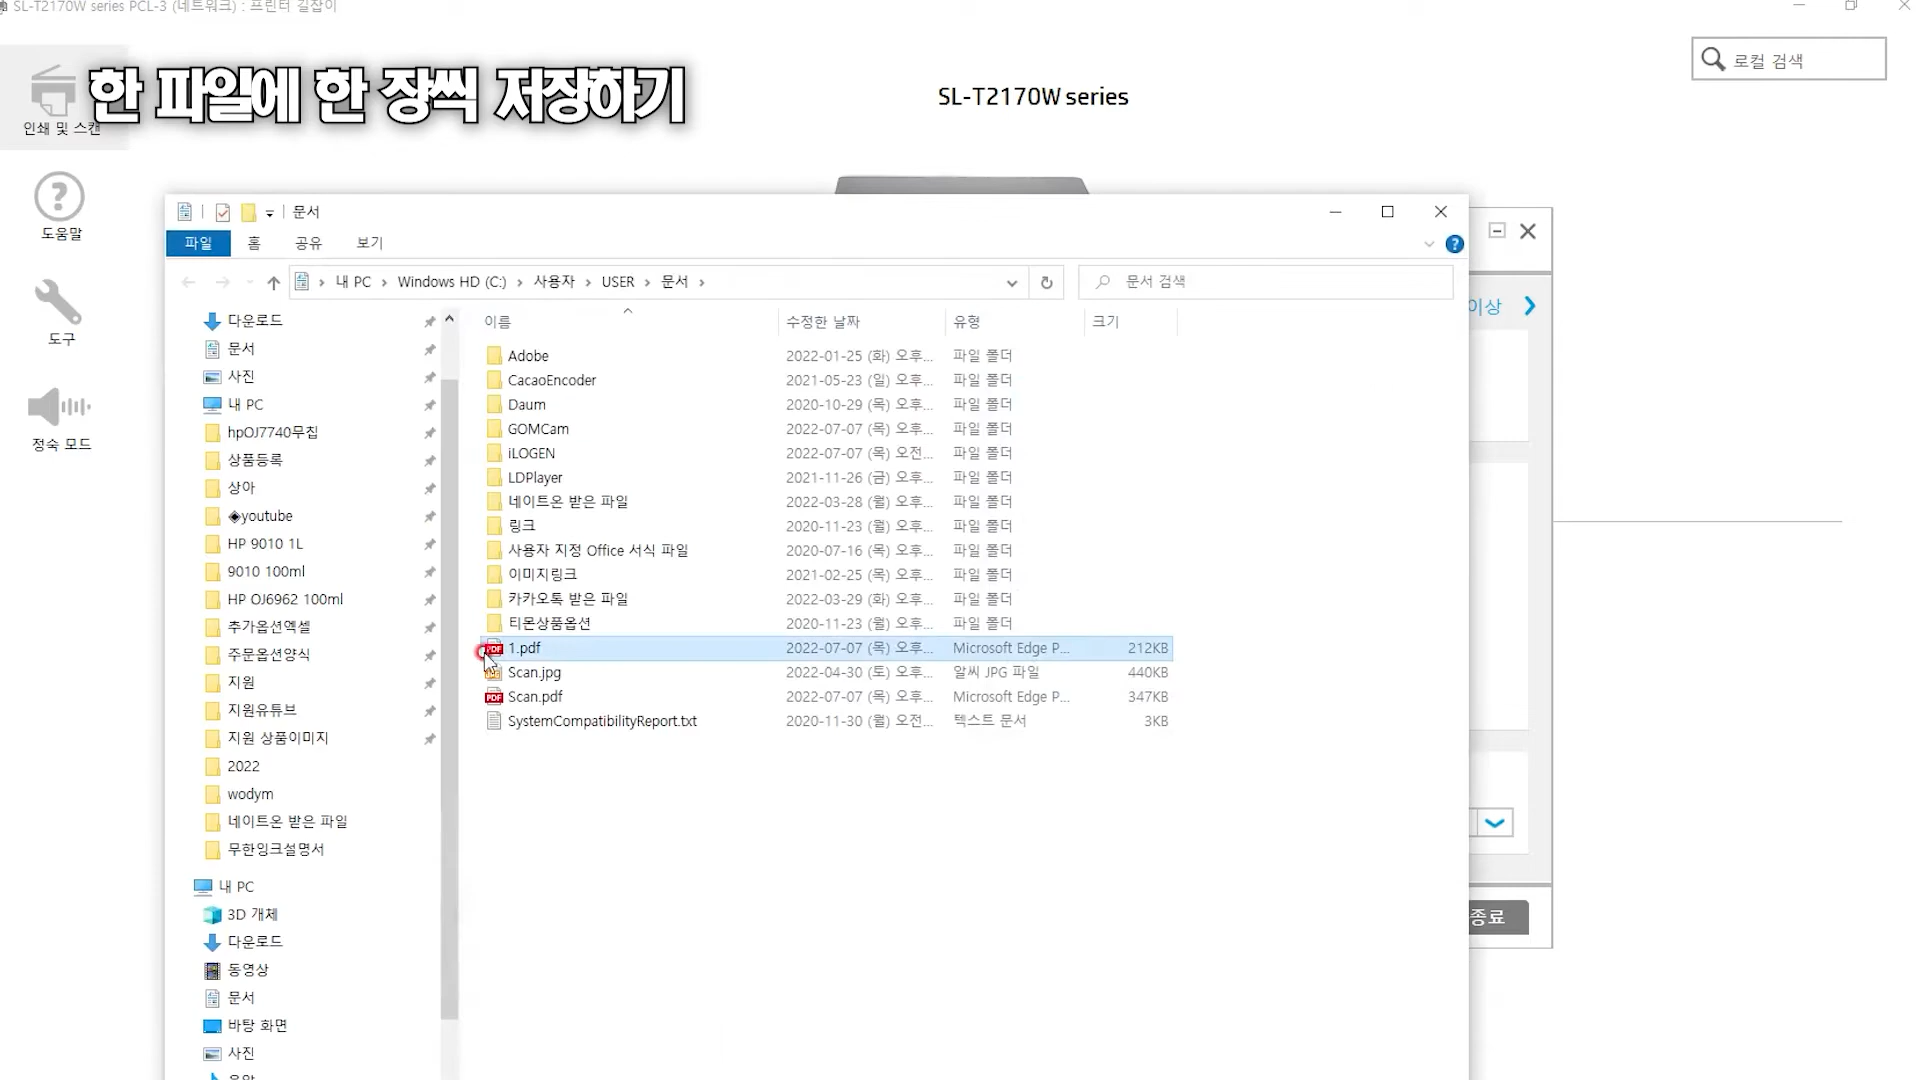 SL-T2170W series PCL-3 (네트워크) : 프린터 길잡이
로컬 검색
한 파일에 한 장씩 저장하기
SL-T2170W series
인쇄 및 스캔
도움말
도구
정숙 모드
문서
파일 홈 공유 보기
내 PC > Windows HD (C:) > 사용자 > USER > 문서 >
문서 검색
다운로드
문서
사진
내 PC
hpOJ7740무칩
상품등록
상아
◈youtube
HP 9010 1L
9010 100ml
HP OJ6962 100ml
추가옵션엑셀
주문옵션양식
지원
지원유튜브
지원 상품이미지
2022
wodym
네이트온 받은 파일
무한잉크설명서
내 PC
3D 개체
다운로드
동영상
문서
바탕 화면
사진
이름 수정한 날짜 유형 크기
Adobe 2022-01-25 (화) 오후... 파일 폴더
CacaoEncoder 2021-05-23 (일) 오후... 파일 폴더
Daum 2020-10-29 (목) 오후... 파일 폴더
GOMCam 2022-07-07 (목) 오후... 파일 폴더
iLOGEN 2022-07-07 (목) 오전... 파일 폴더
LDPlayer 2021-11-26 (금) 오후... 파일 폴더
네이트온 받은 파일 2022-03-28 (월) 오후... 파일 폴더
링크 2020-11-23 (월) 오후... 파일 폴더
사용자 지정 Office 서식 파일 2020-07-16 (목) 오후... 파일 폴더
이미지링크 2021-02-25 (목) 오후... 파일 폴더
카카오톡 받은 파일 2022-03-29 (화) 오후... 파일 폴더
티몬상품옵션 2020-11-23 (월) 오후... 파일 폴더
1.pdf 2022-07-07 (목) 오후... Microsoft Edge P... 212KB
Scan.jpg 2022-04-30 (토) 오후... 알씨 JPG 파일 440KB
Scan.pdf 2022-07-07 (목) 오후... Microsoft Edge P... 347KB
SystemCompatibilityReport.txt 2020-11-30 (월) 오전... 텍스트 문서 3KB
이상
종료